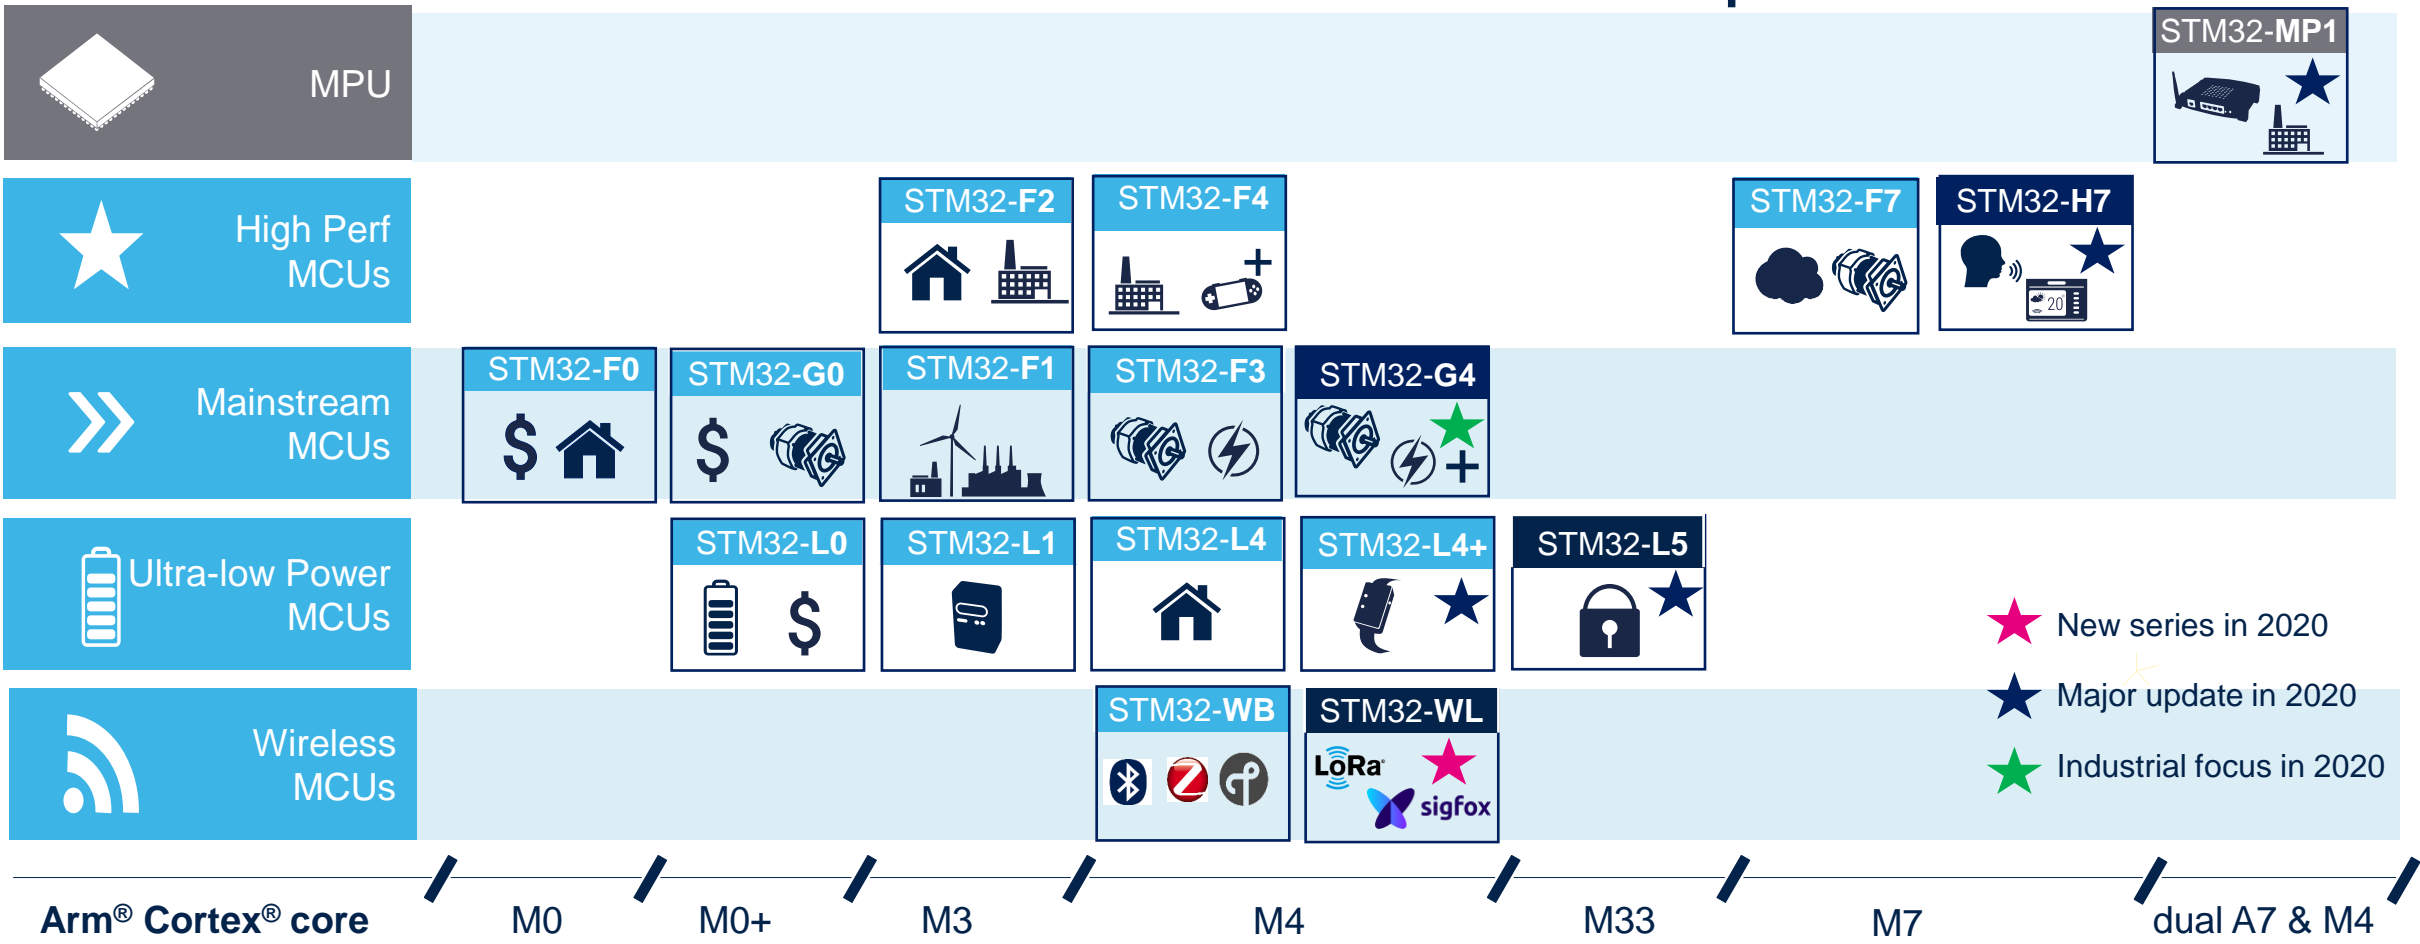 MPU
STM32-MP1
High Perf
MCUs
STM32-F2
STM32-F4
STM32-F7
STM32-H7
20°
Mainstream
MCUs
STM32-F0
STM32-G0
STM32-F1
STM32-F3
STM32-G4
Ultra-low Power
MCUs
STM32-L0
STM32-L1
STM32-L4
STM32-L4+
STM32-L5
New series in 2020
Major update in 2020
Industrial focus in 2020
Wireless
MCUs
STM32-WB
STM32-WL
LoRa
sigfox
Arm® Cortex® core
M0
M0+
M3
M4
M33
M7
dual A7 & M4